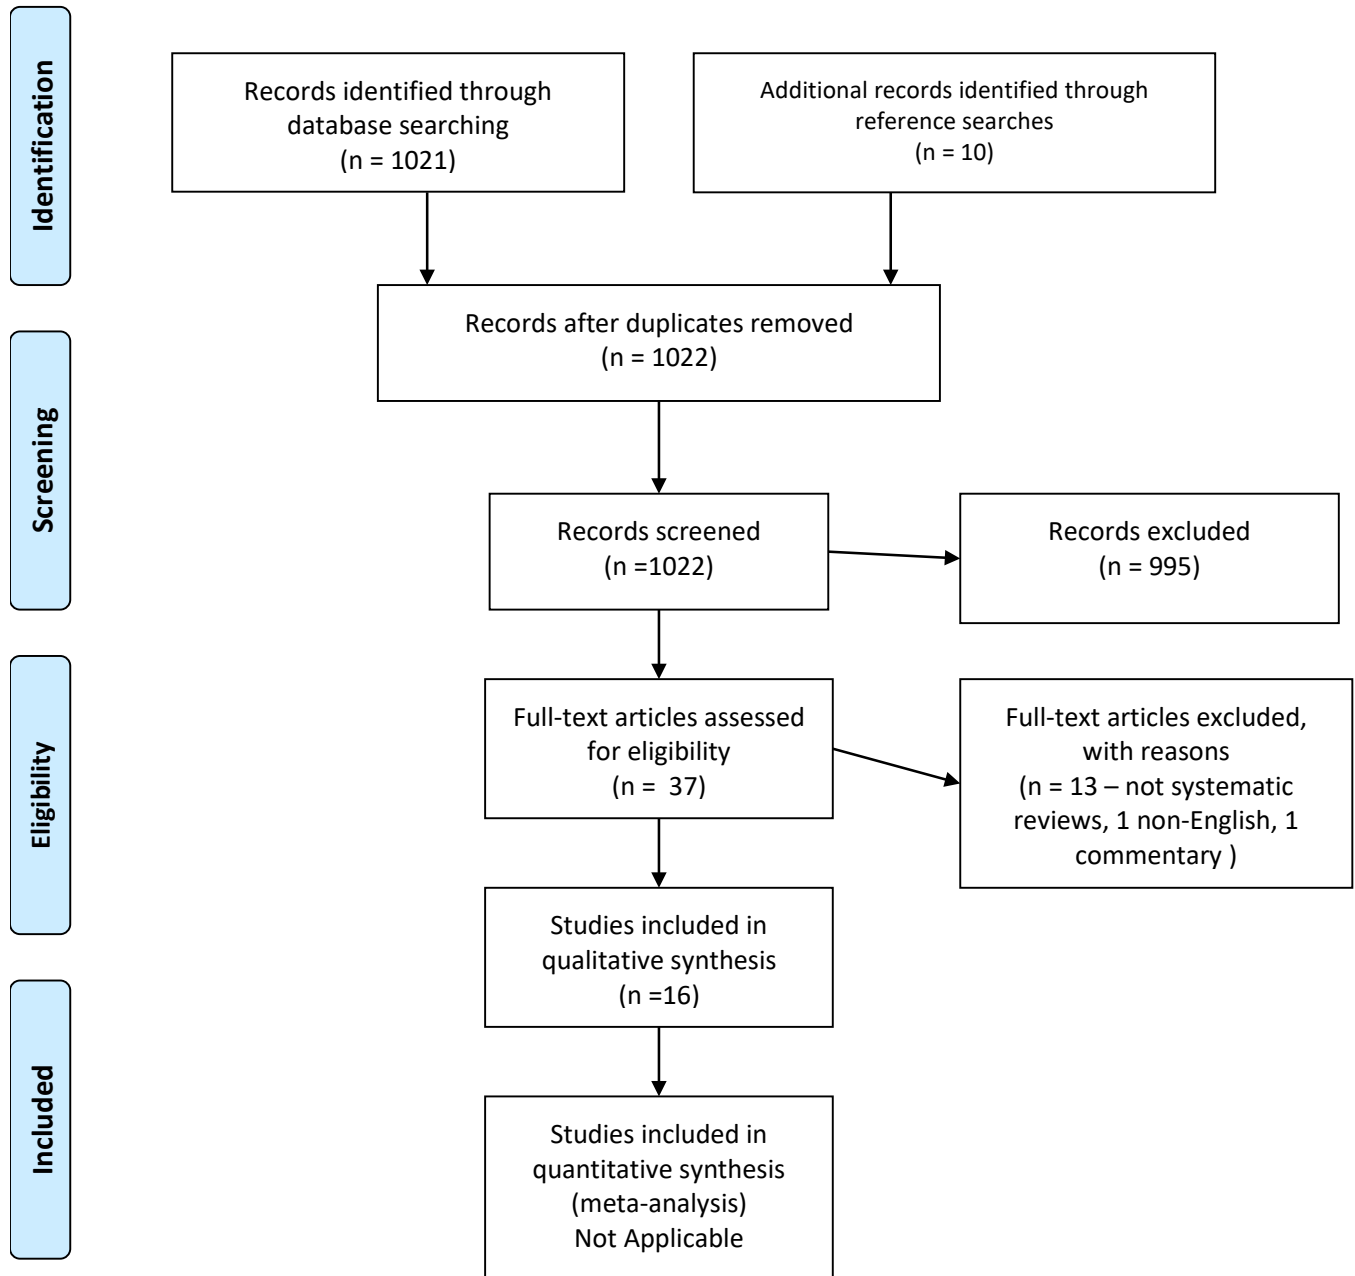 Identification
Records identified through
database searching
(n = 1021)
Additional records identified through
reference searches
(n = 10)
Records after duplicates removed
(n = 1022)
Screening
Records screened
(n =1022)
Records excluded
(n = 995)
Eligibility
Full-text articles assessed
for eligibility
(n = 37)
Full-text articles excluded,
with reasons
(n = 13 – not systematic
reviews, 1 non-English, 1
commentary )
Studies included in
qualitative synthesis
(n =16)
Included
Studies included in
quantitative synthesis
(meta-analysis)
Not Applicable